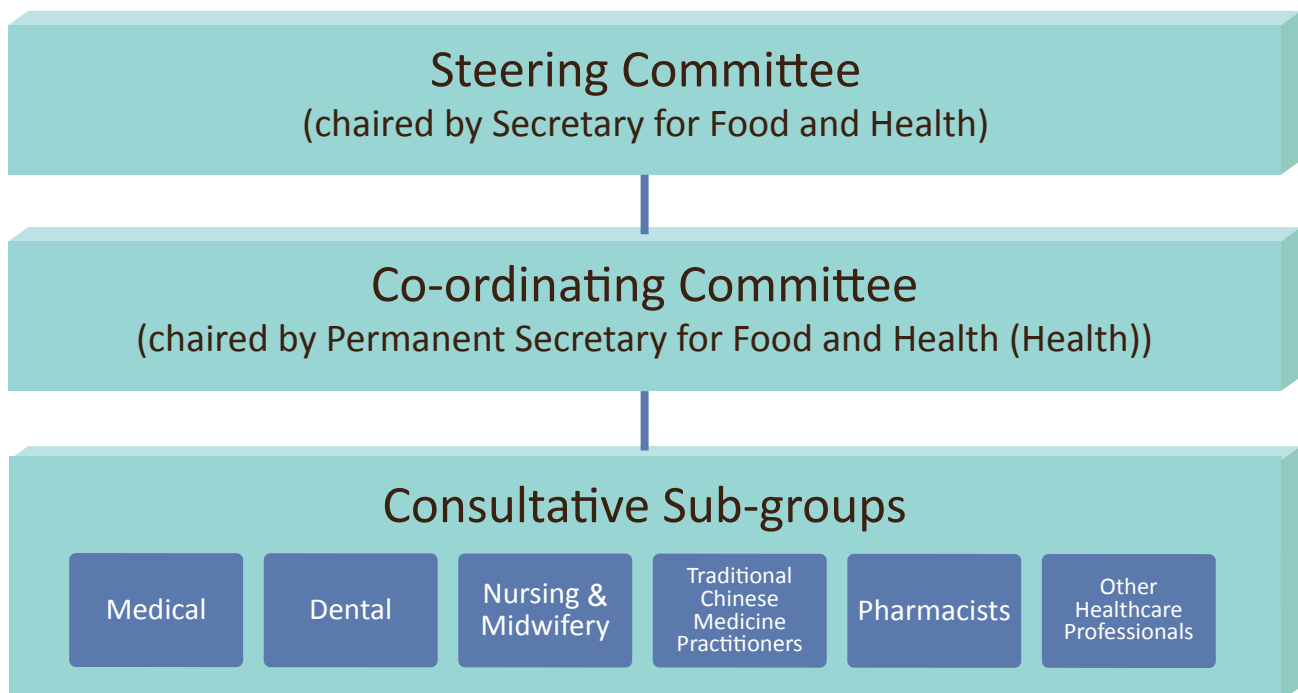 Steering Committee
(chaired by Secretary for Food and Health)
Co-ordinating Committee
(chaired by Permanent Secretary for Food and Health (Health))
Consultative Sub-groups
Medical
Dental
Nursing &
Midwifery
Traditional
Chinese
Medicine
Practitioners
Pharmacists
Other
Healthcare
Professionals